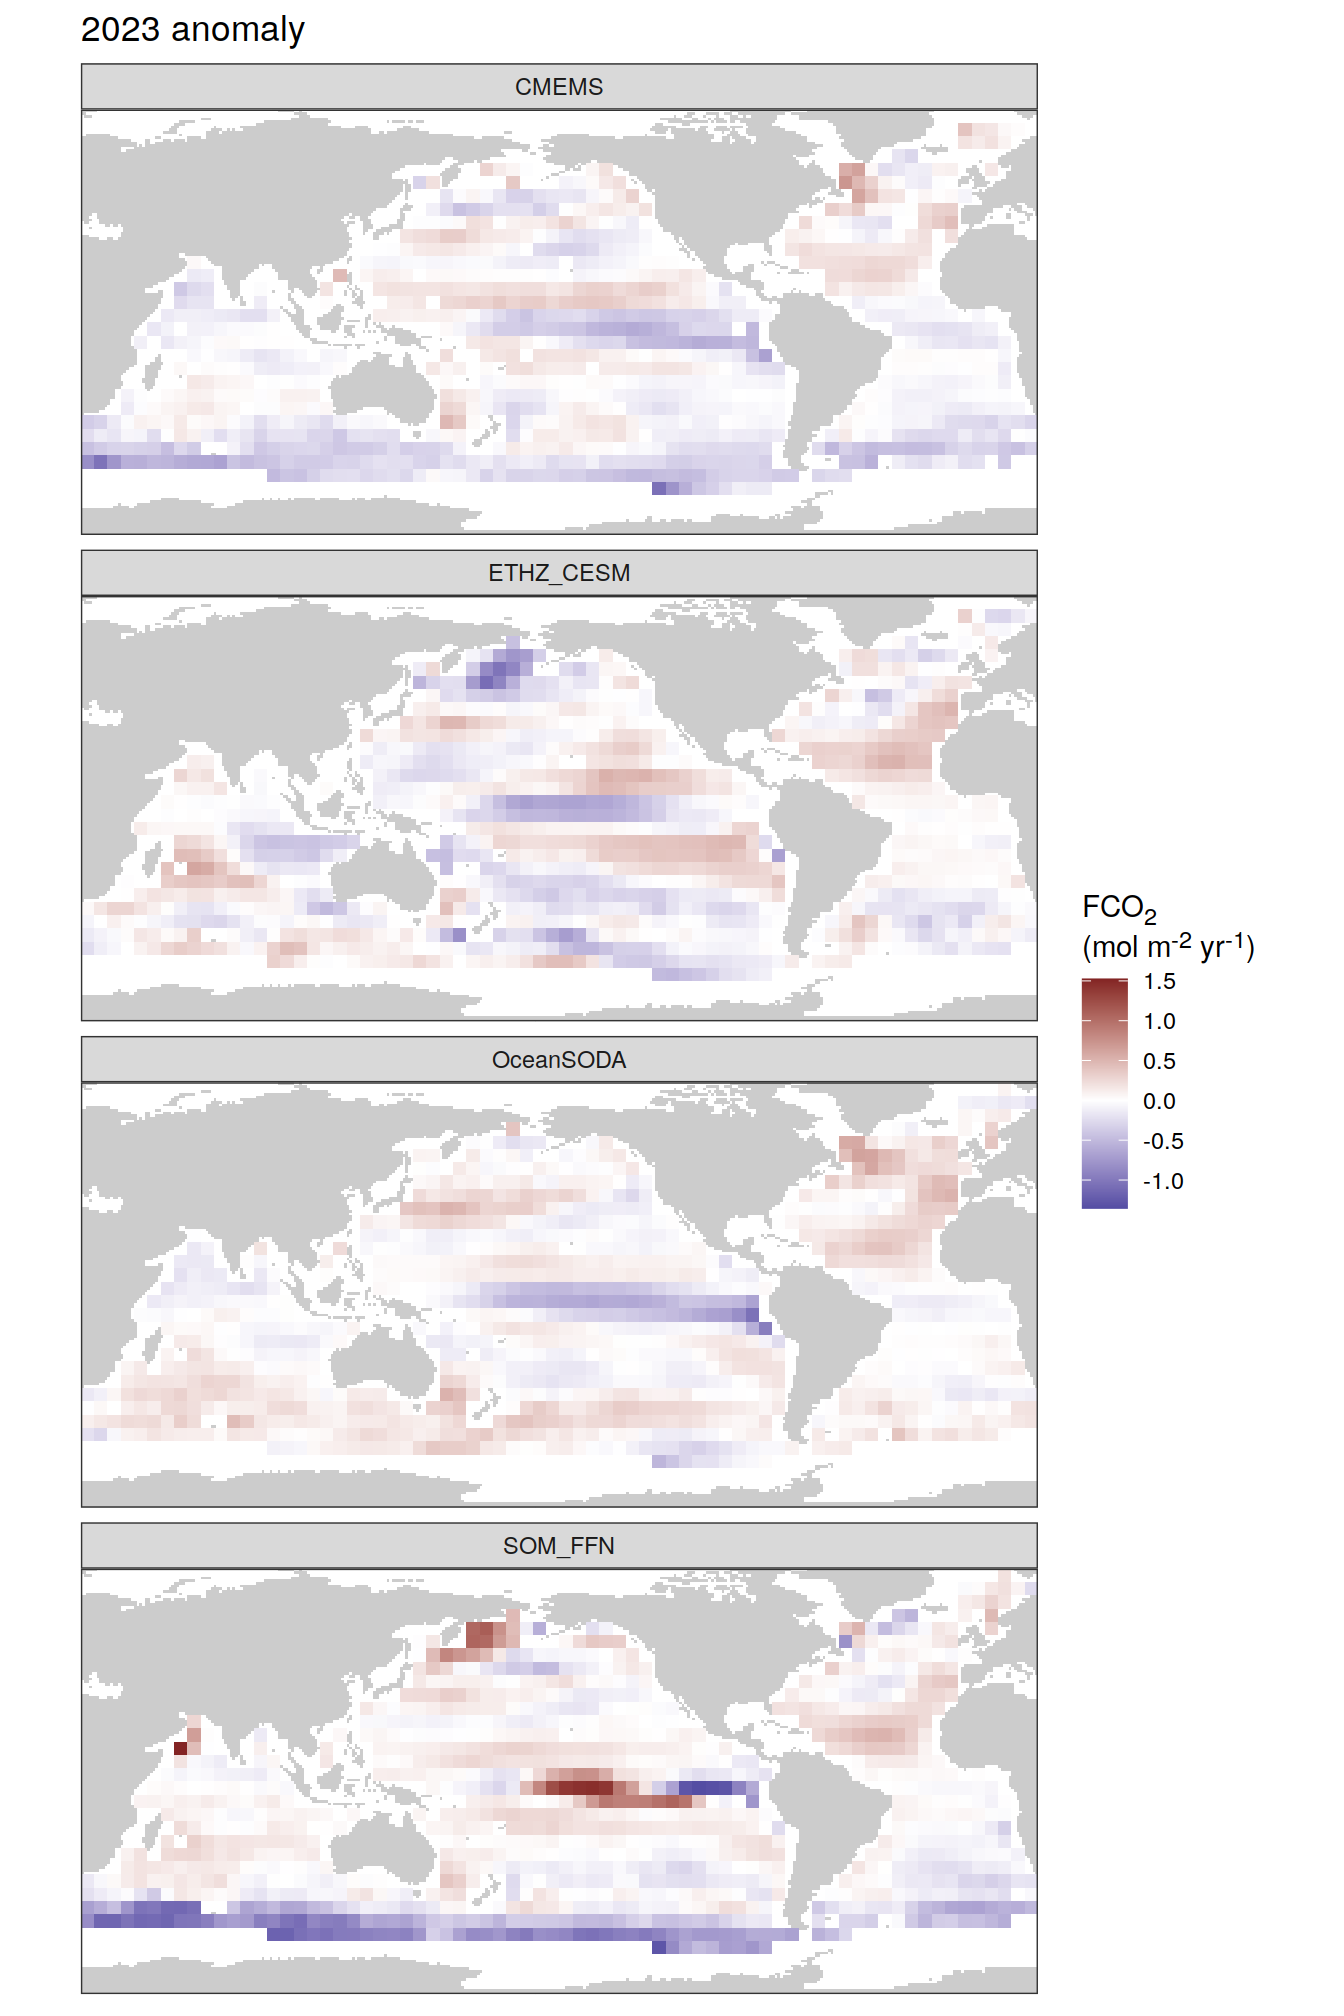 2023 anomaly
CMEMS
ETHZ_CESM
OceanSODA
SOM_FFN
FCO₂
(mol m⁻² yr⁻¹)
1.5
1.0
0.5
0.0
-0.5
-1.0